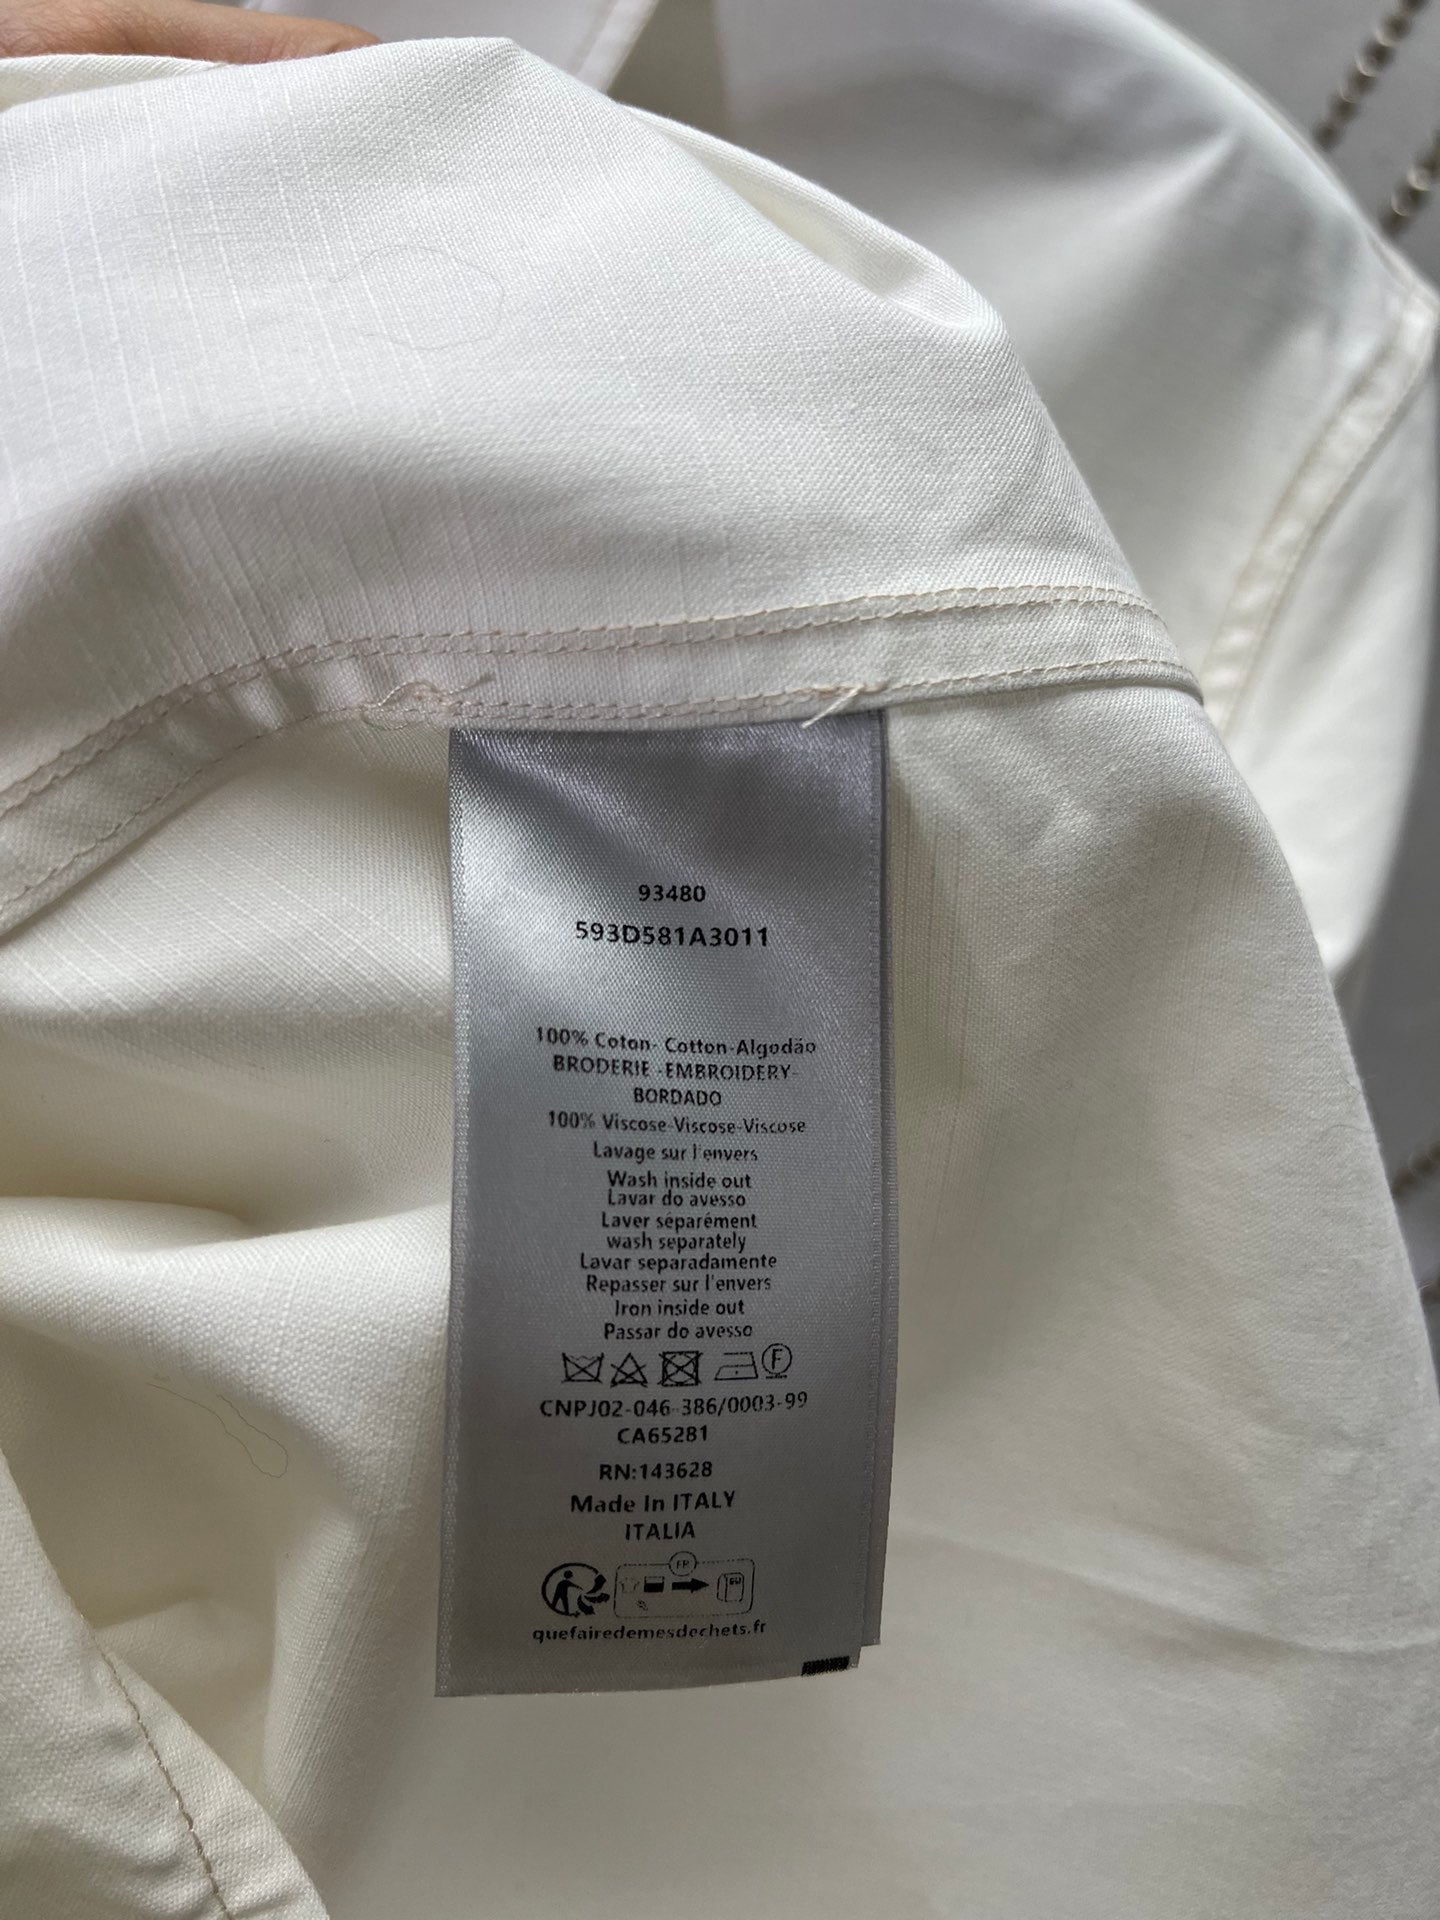 93480
593D581A3011
100% Coton- Cotton-Algodão
BRODERIE -EMBROIDERY-
BORDADO
100% Viscose-Viscose-Viscose
Lavage sur l'envers
Wash inside out
Lavar do avesso
Laver séparément
wash separately
Lavar separadamente
Repasser sur l'envers
Iron inside out
Passar do avesso
F
CNPJ02-046-386/0003-99
CA65281
RN:143628
Made In ITALY
ITALIA
FR
quefairedemesdechets.fr